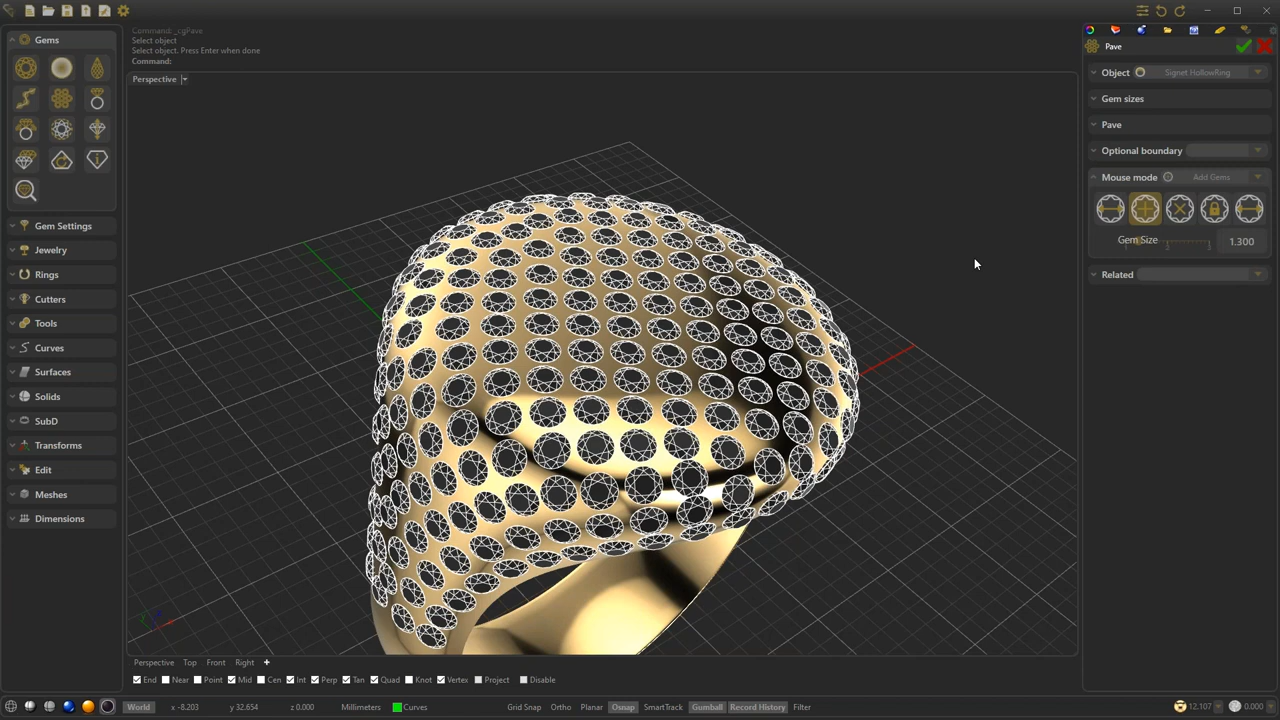 Command: _cgPave
Select object
Select object. Press Enter when done
Command:
Perspective
Gems
Gem Settings
Jewelry
Rings
Cutters
Tools
Curves
Surfaces
Solids
SubD
Transforms
Edit
Meshes
Dimensions
Pave
Object Signet HollowRing
Gem sizes
Pave
Optional boundary
Mouse mode Add Gems
Gem Size 1.300
Related
Perspective Top Front Right
End Near Point Mid Cen Int Perp Tan Quad Knot Vertex Project Disable
World x -8.203 y 32.654 z 0.000 Millimeters Curves Grid Snap Ortho Planar Osnap SmartTrack Gumball Record History Filter 12.107 0.000